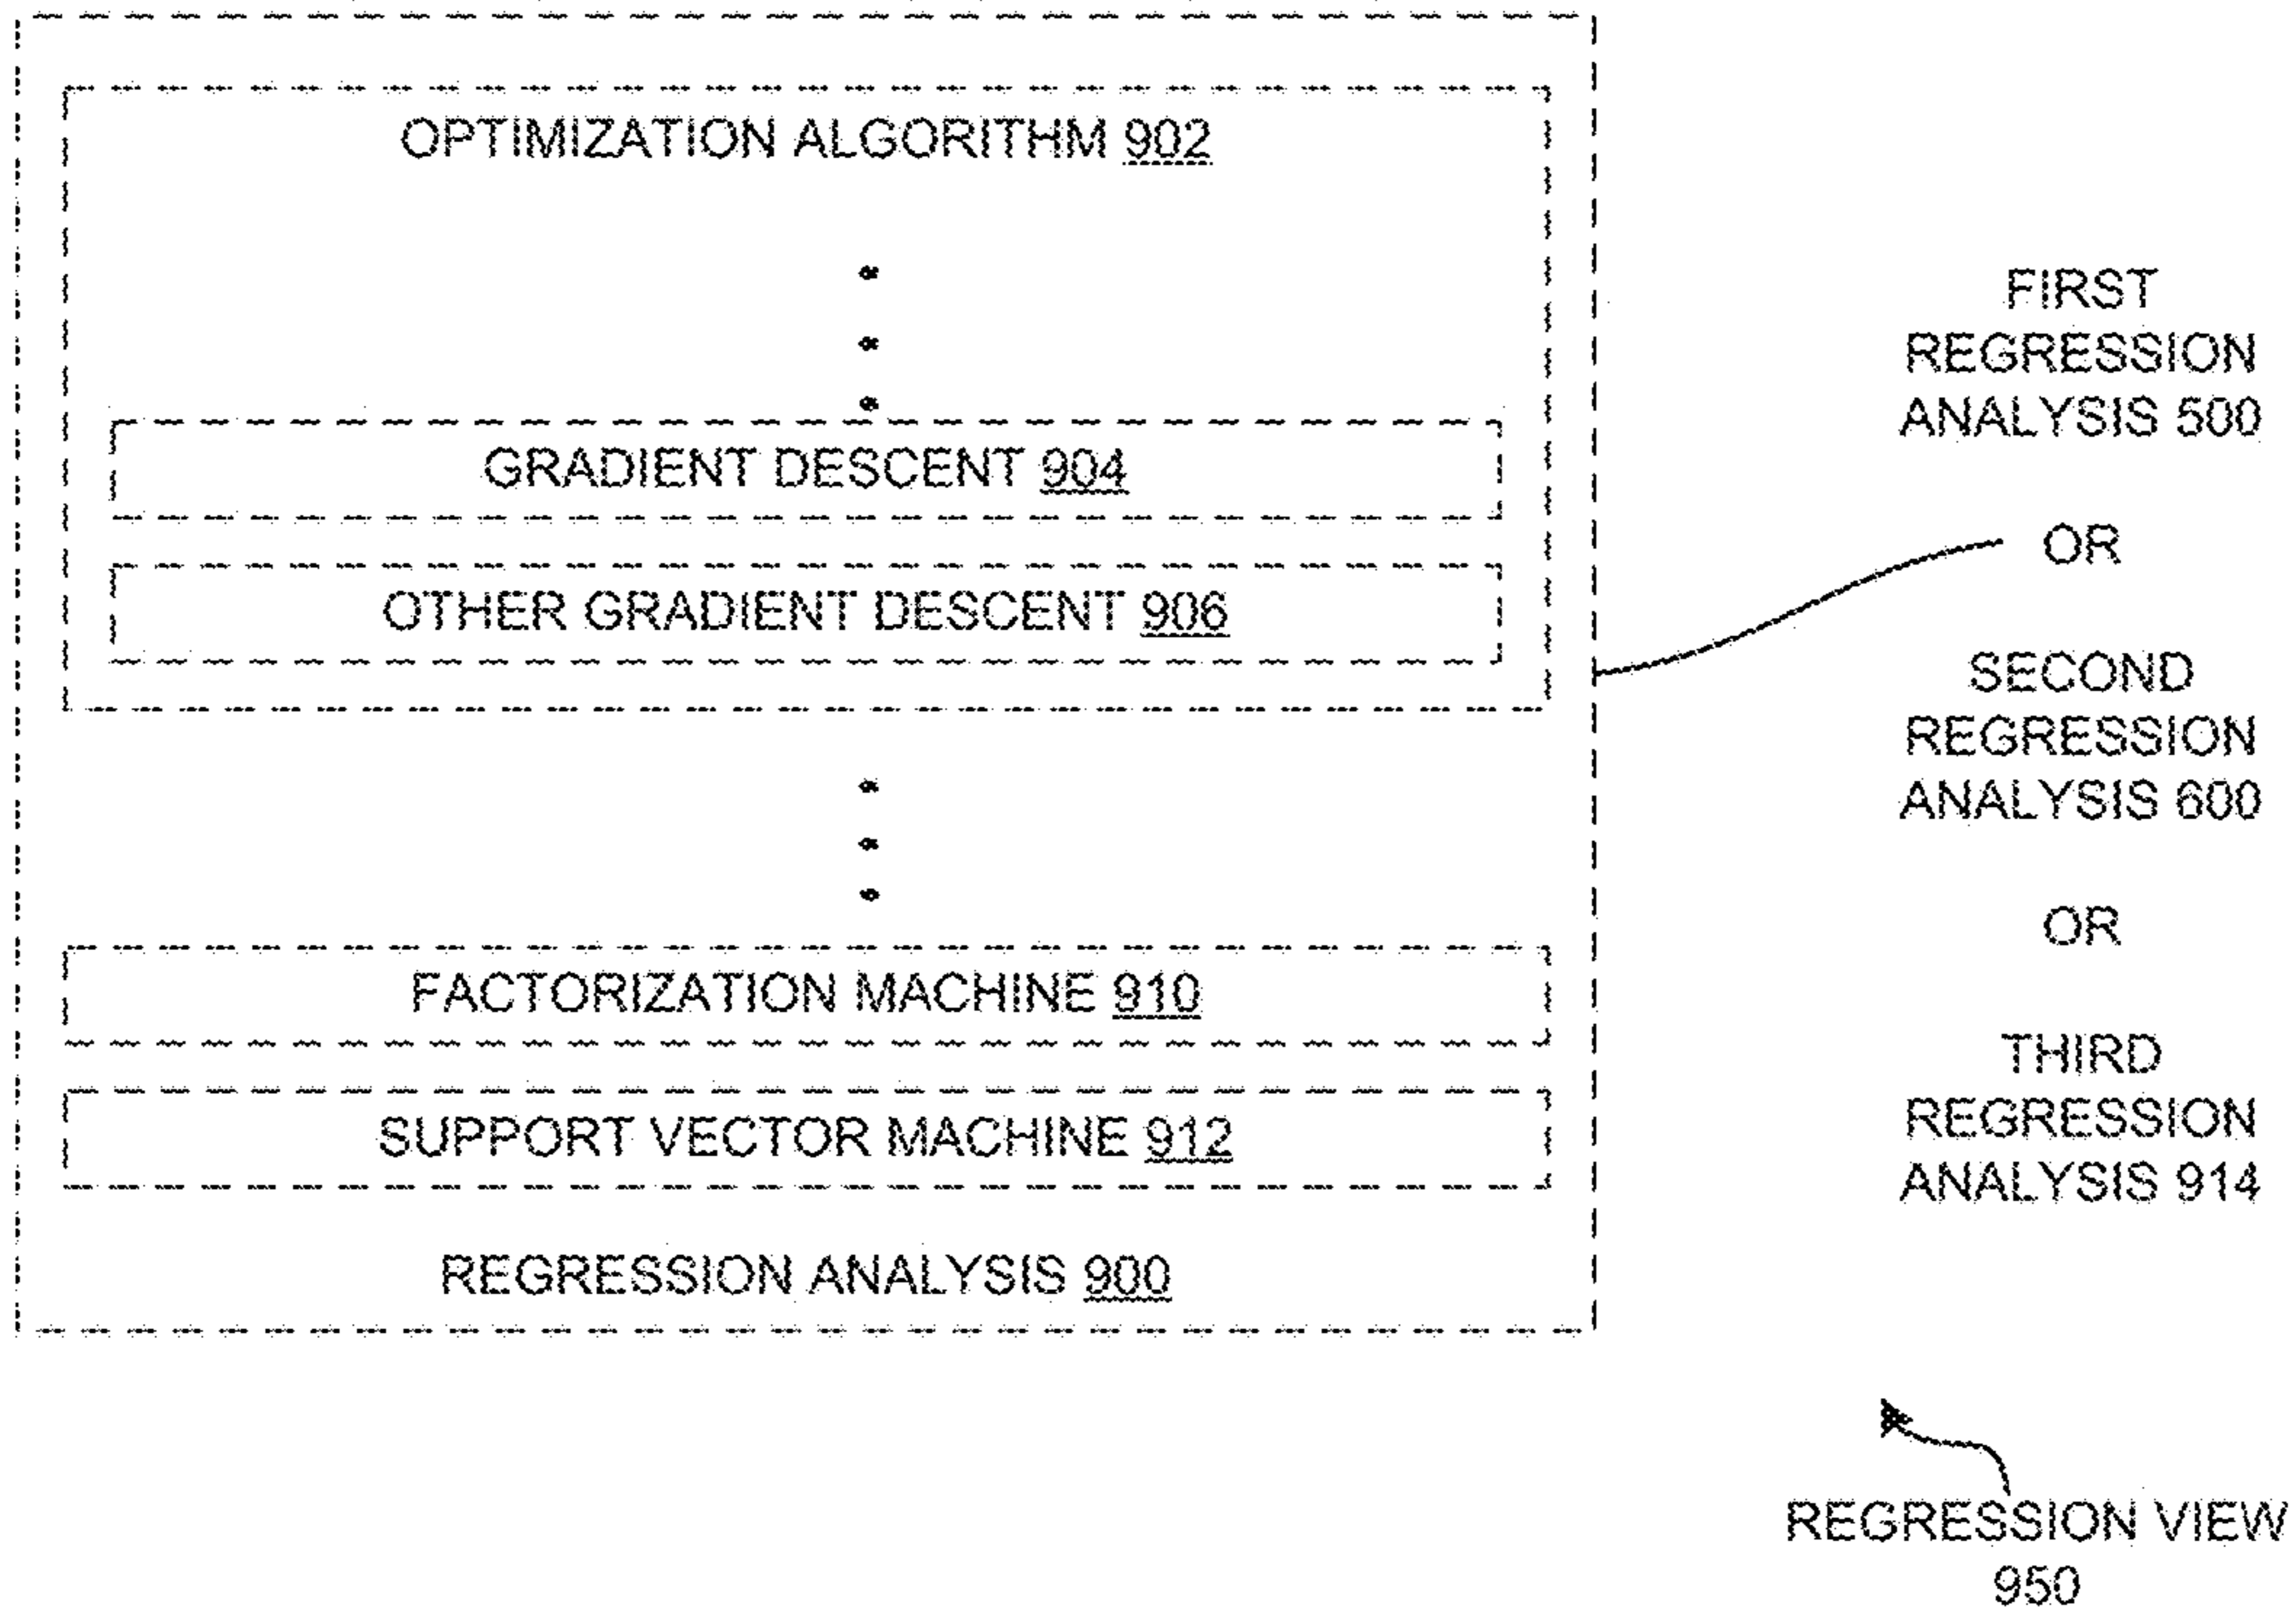 OPTIMIZATION ALGORITHM 902
GRADIENT DESCENT 904
OTHER GRADIENT DESCENT 906
FACTORIZATION MACHINE 910
SUPPORT VECTOR MACHINE 912
REGRESSION ANALYSIS 900
FIRST
REGRESSION
ANALYSIS 500
OR
SECOND
REGRESSION
ANALYSIS 600
OR
THIRD
REGRESSION
ANALYSIS 914
REGRESSION VIEW
950